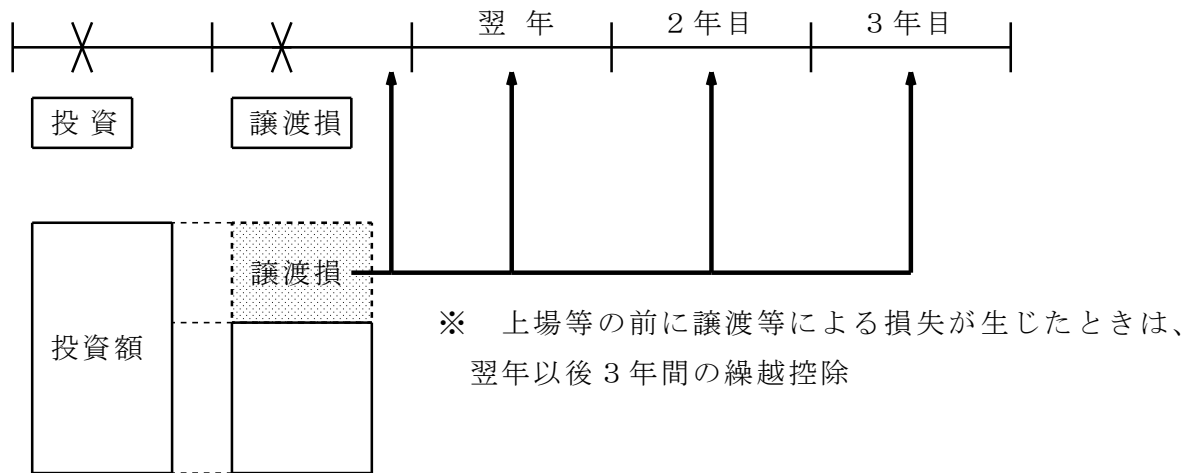 翌 年 ２年目 ３年目
投 資 譲渡損
譲渡損
※ 上場等の前に譲渡等による損失が生じたときは、
投資額
翌年以後３年間の繰越控除